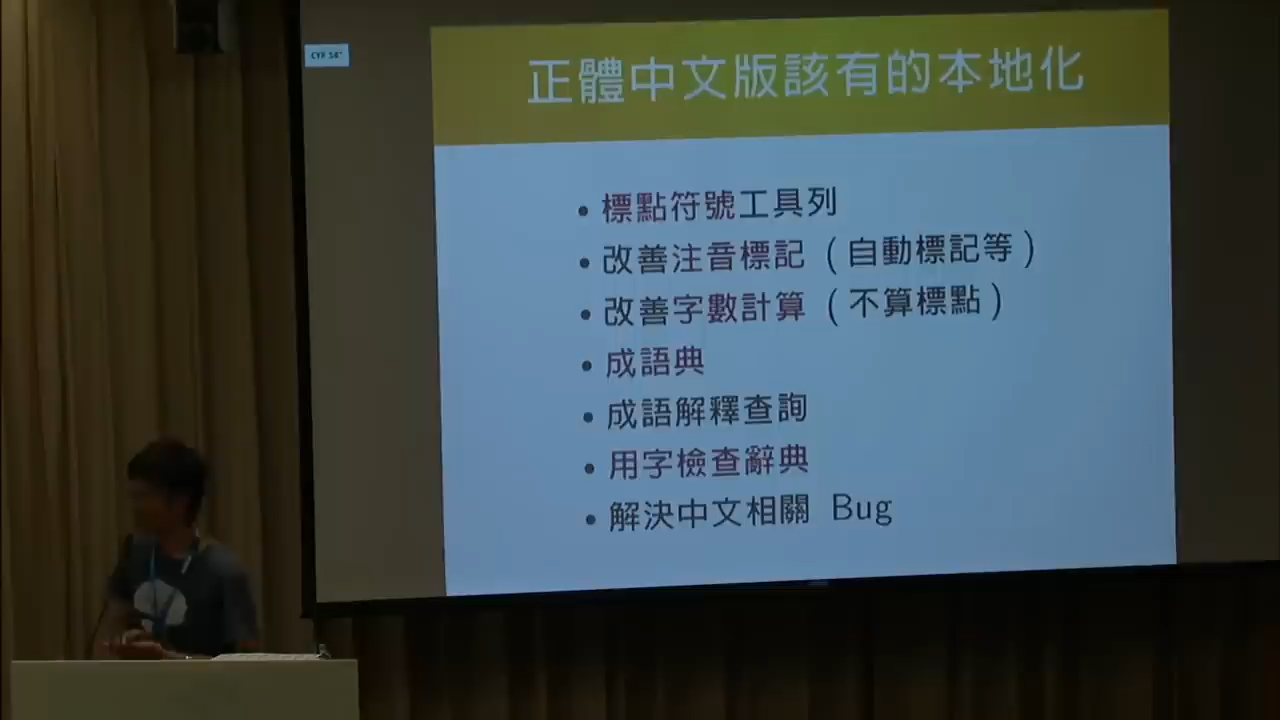 正體中文版該有的本地化
• 標點符號工具列
• 改善注音標記 (自動標記等)
• 改善字數計算 (不算標點)
• 成語典
• 成語解釋查詢
• 用字檢查辭典
• 解決中文相關 Bug